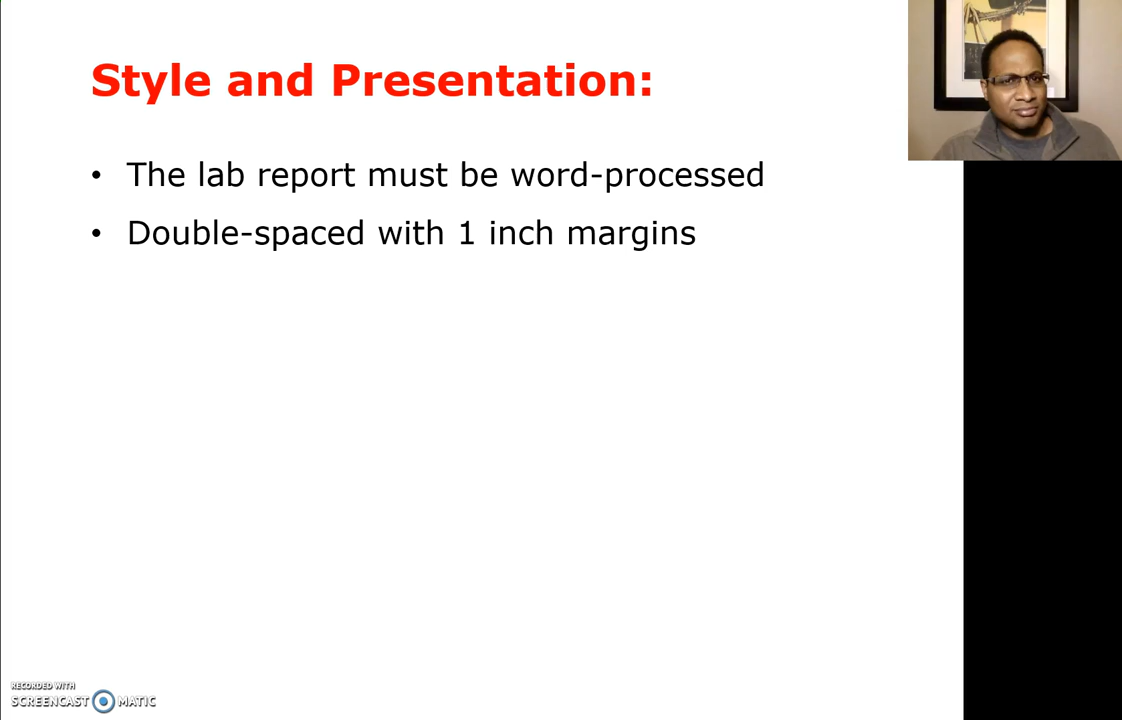 Style and Presentation:
• The lab report must be word-processed
• Double-spaced with 1 inch margins
RECORDED WITH
SCREENCAST MATIC